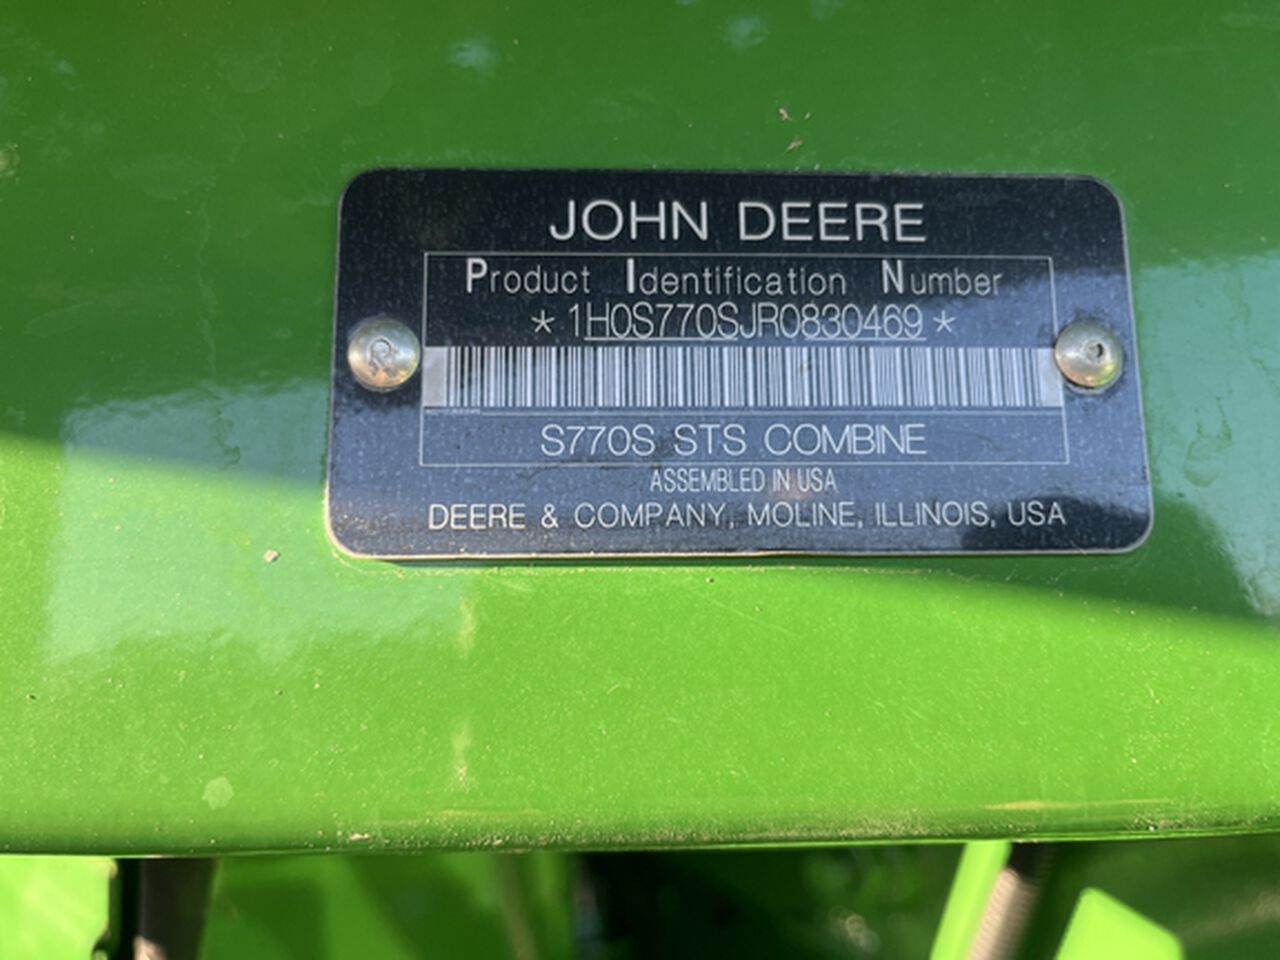 JOHN DEERE
Product Identification Number
*1H0S770SJR0830469*
S770S STS COMBINE
ASSEMBLED IN USA
DEERE & COMPANY, MOLINE, ILLINOIS, USA